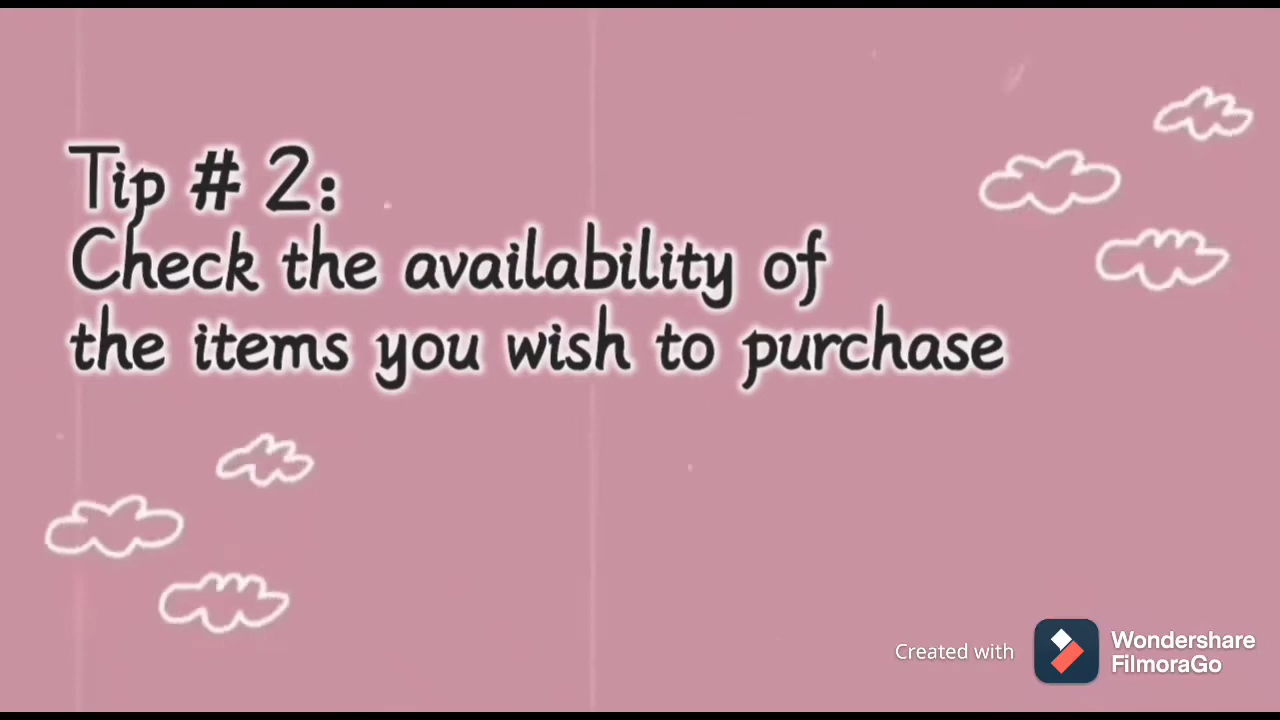 Tip # 2:
Check the availability of
the items you wish to purchase
Created with
Wondershare
FilmoraGo